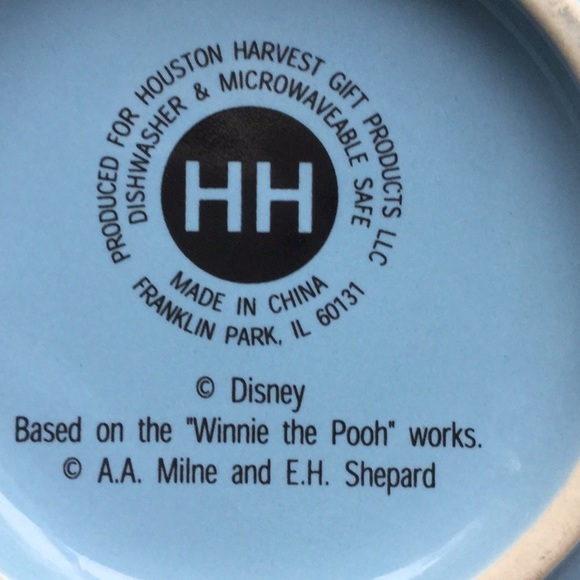 PRODUCED FOR HOUSTON HARVEST GIFT PRODUCTS LLC
DISHWASHER & MICROWAVEABLE SAFE
HH
MADE IN CHINA
FRANKLIN PARK, IL 60131
© Disney
Based on the "Winnie the Pooh" works.
© A.A. Milne and E.H. Shepard